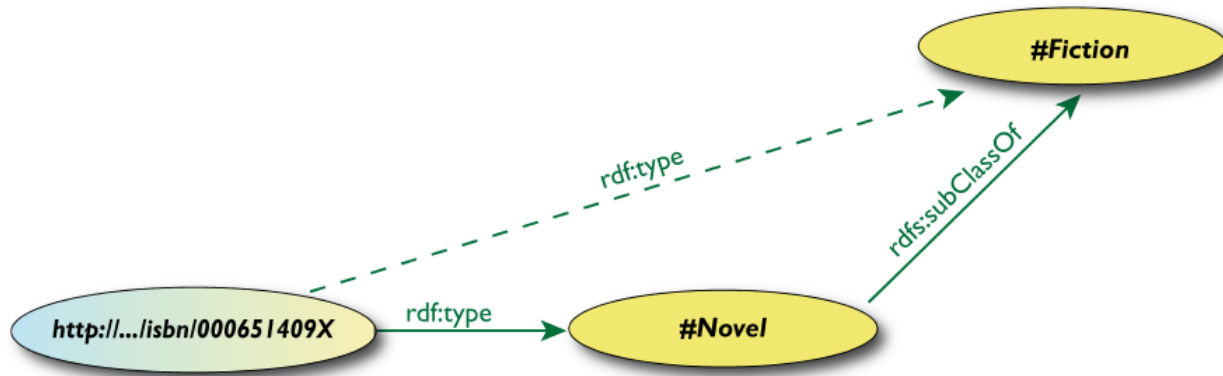 #Fiction
rdf:type
rdfs:subClassOf
http://.../isbn/000651409X
rdf:type
#Novel